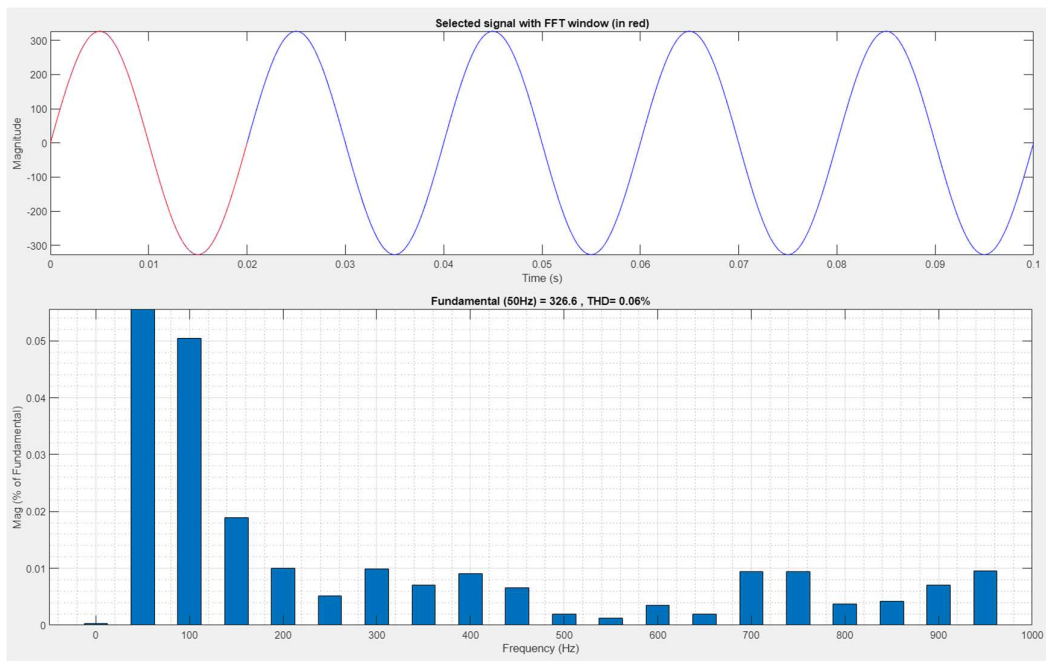 Selected signal with FFT window (in red)
300
200
100
0
-100
-200
-300
Magnitude
0 0.01 0.02 0.03 0.04 0.05 0.06 0.07 0.08 0.09 0.1
Time (s)
Fundamental (50Hz) = 326.6 , THD= 0.06%
0.05
0.04
0.03
0.02
0.01
0
Mag (% of Fundamental)
0 100 200 300 400 500 600 700 800 900 1000
Frequency (Hz)